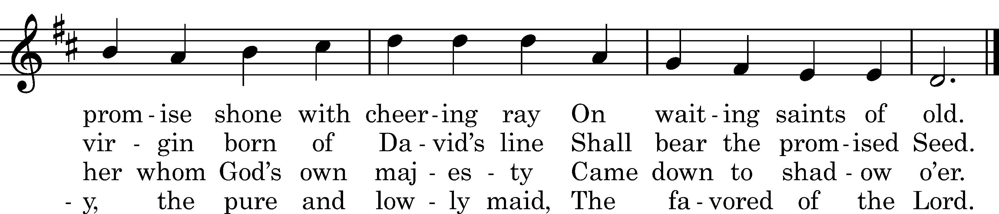 prom - ise shone with cheer - ing ray On wait - ing saints of old.
vir - gin born of Da - vid’s line Shall bear the prom - ised Seed.
her whom God’s own maj - es - ty Came down to shad - ow o’er.
- y, the pure and low - ly maid, The fa - vored of the Lord.